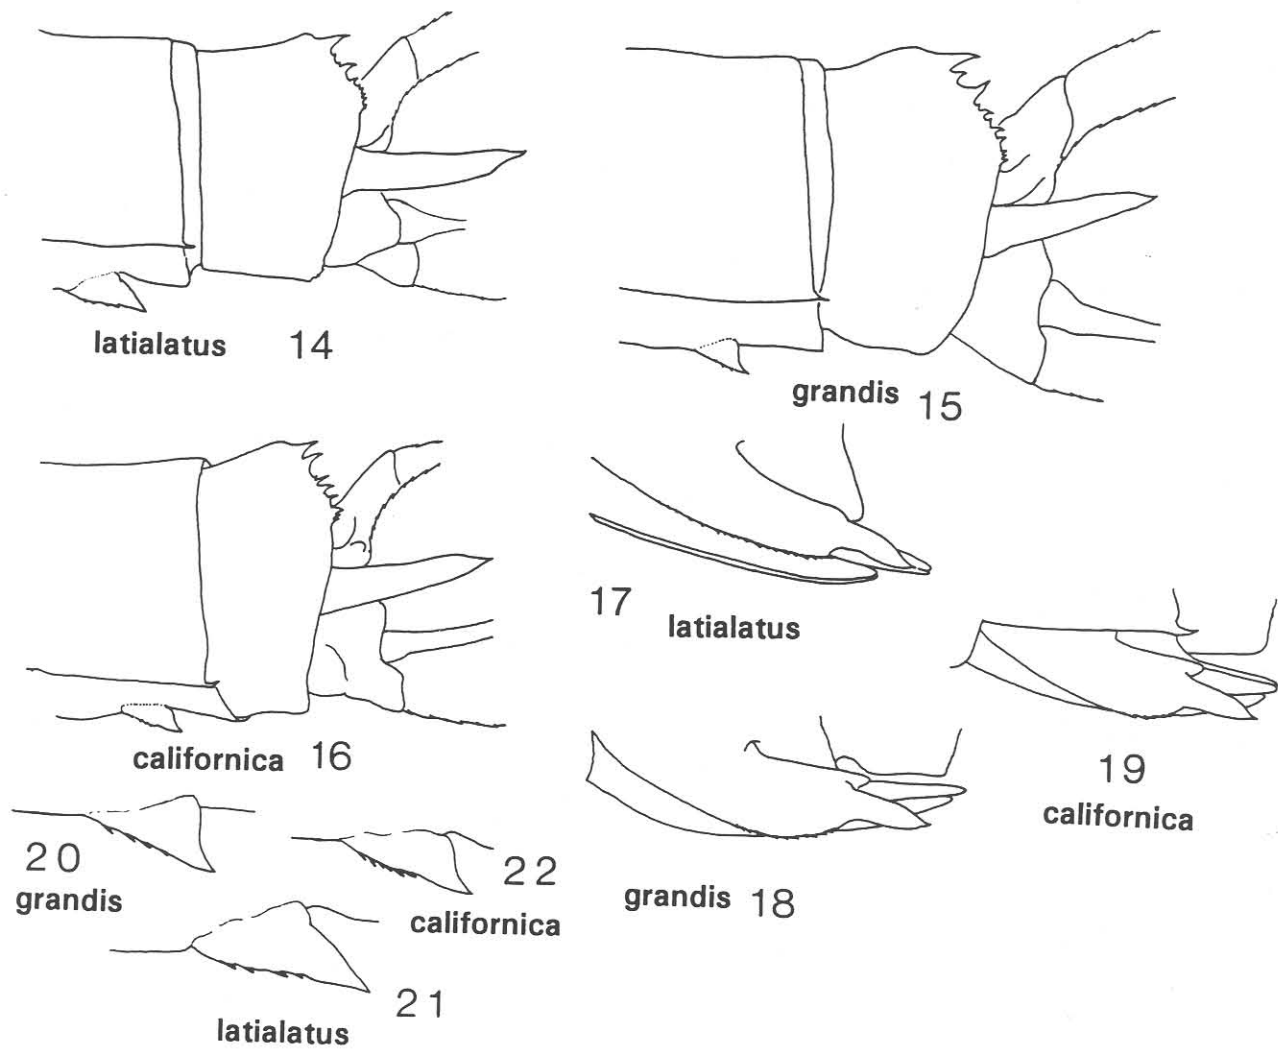 latialatus 14
grandis 15
californica 16
17
latialatus
19
californica
grandis 18
20
grandis
22
californica
21
latialatus